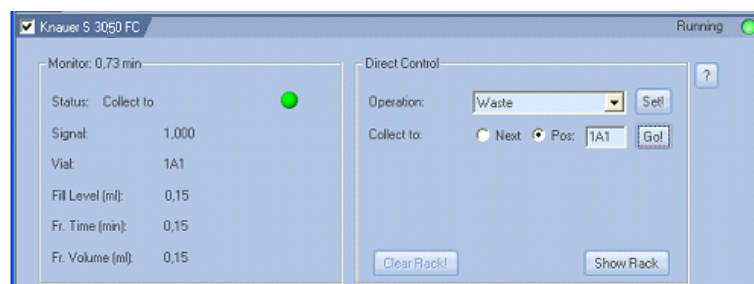 Knauer S 3050 FC
Running
Monitor: 0,73 min
Status: Collect to
Signal: 1,000
Vial: 1A1
Fill Level (ml): 0,15
Fr. Time (min): 0,15
Fr. Volume (ml): 0,15
Direct Control
?
Operation: Waste Set!
Collect to: Next Pos: 1A1 Go!
Clear Rack! Show Rack